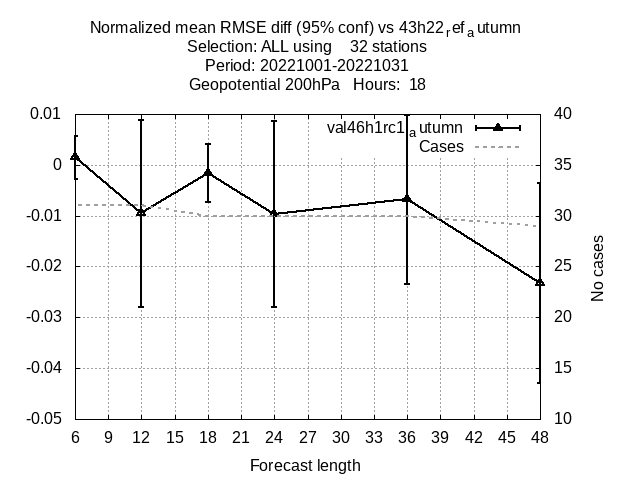 Normalized mean RMSE diff (95% conf) vs 43h22refautumn
Selection: ALL using 32 stations
Period: 20221001-20221031
Geopotential 200hPa Hours: 18
val46h1rc1autumn
Cases
0.01
0
-0.01
-0.02
-0.03
-0.04
-0.05
40
35
30
25
20
15
10
No cases
6 9 12 15 18 21 24 27 30 33 36 39 42 45 48
Forecast length